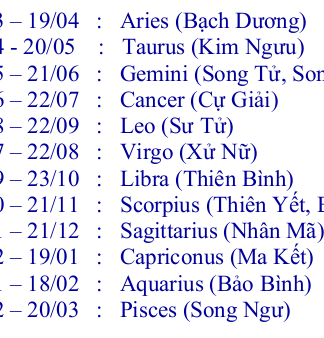 3 – 19/04 : Aries (Bạch Dương)
4 - 20/05 : Taurus (Kim Ngưu)
5 – 21/06 : Gemini (Song Tử, Son
6 – 22/07 : Cancer (Cự Giải)
8 – 22/09 : Leo (Sư Tử)
7 – 22/08 : Virgo (Xử Nữ)
9 – 23/10 : Libra (Thiên Bình)
0 – 21/11 : Scorpius (Thiên Yết,
1 – 21/12 : Sagittarius (Nhân Mã)
2 – 19/01 : Capriconus (Ma Kết)
1 – 18/02 : Aquarius (Bảo Bình)
2 – 20/03 : Pisces (Song Ngư)